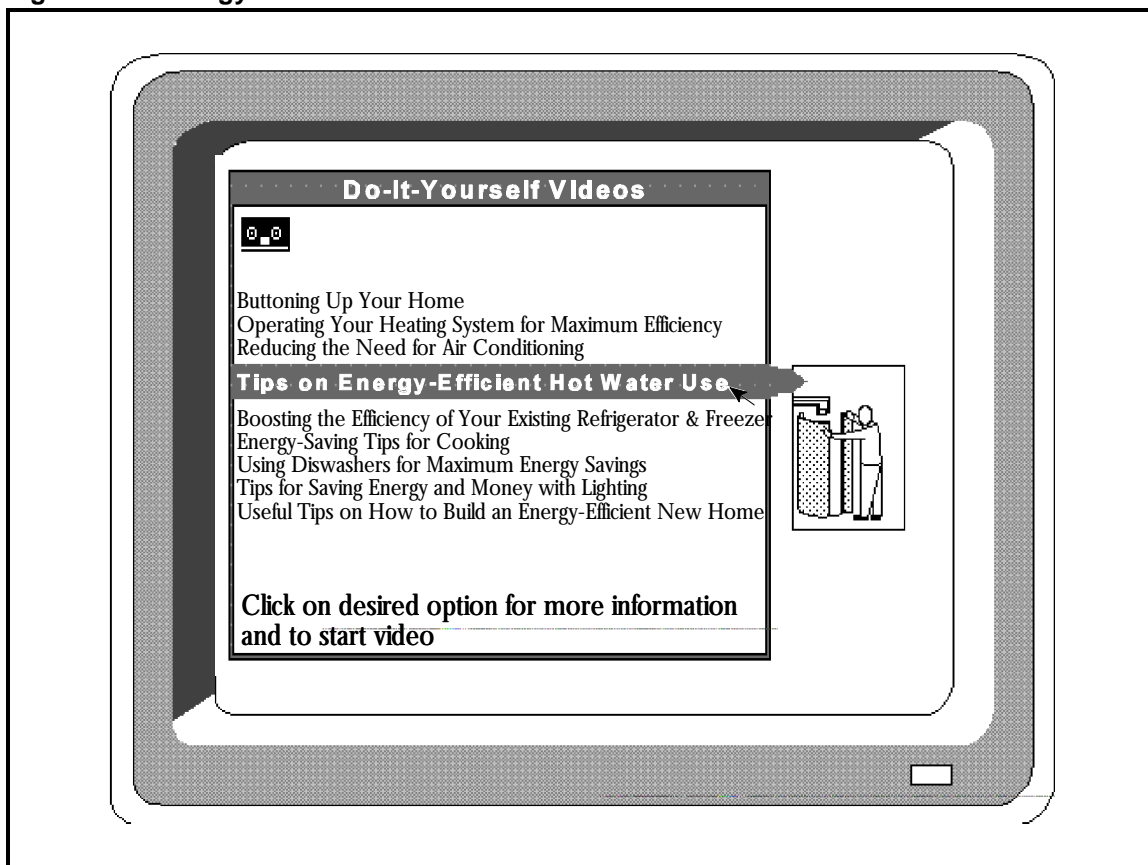 Do-It-Yourself Videos
Buttoning Up Your Home
Operating Your Heating System for Maximum Efficiency
Reducing the Need for Air Conditioning
Tips on Energy-Efficient Hot Water Use
Boosting the Efficiency of Your Existing Refrigerator & Freezer
Energy-Saving Tips for Cooking
Using Diswashers for Maximum Energy Savings
Tips for Saving Energy and Money with Lighting
Useful Tips on How to Build an Energy-Efficient New Home
Click on desired option for more information
and to start video